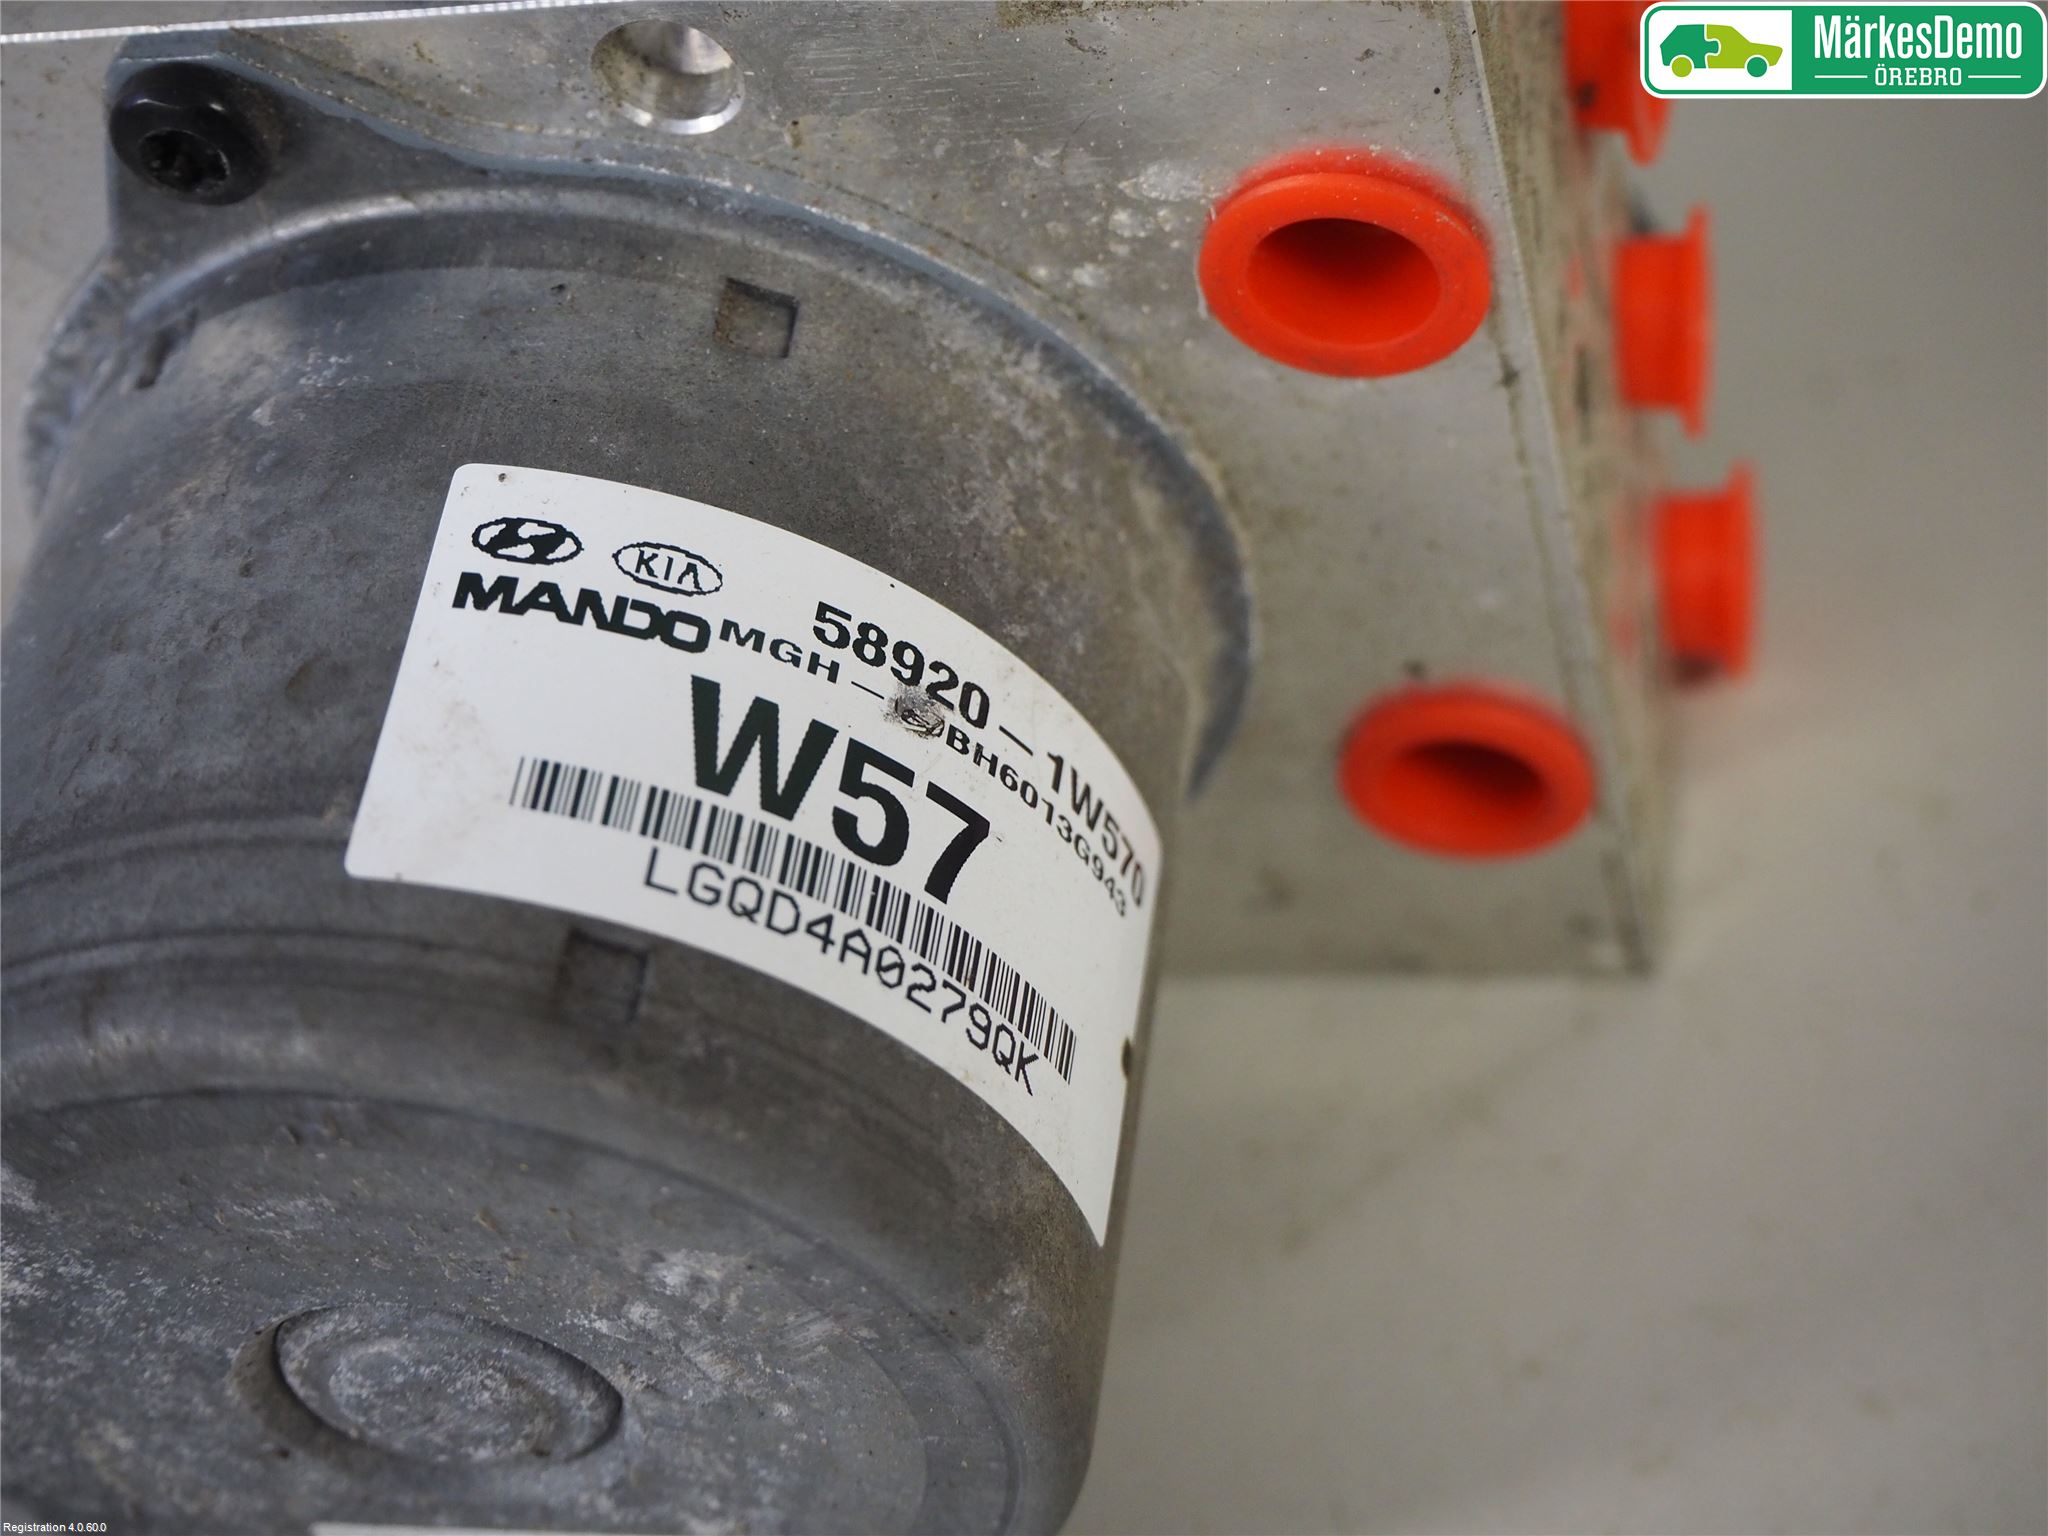 MärkesDemo
ÖREBRO
KIA
58920-1W570
MANDO MGH- BH6013G943
W57
LGQD4A0279QK
Registration 4.0.60.0